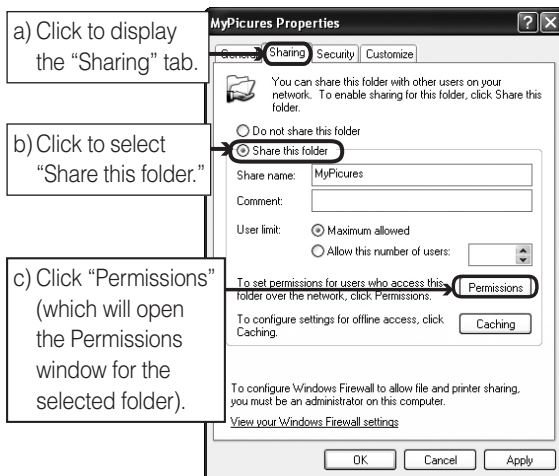 a) Click to display
the “Sharing” tab.
b) Click to select
“Share this folder.”
c) Click “Permissions”
(which will open
the Permissions
window for the
selected folder).
MyPicures Properties
General Sharing Security Customize
You can share this folder with other users on your
network. To enable sharing for this folder, click Share this
folder.
Do not share this folder
Share this folder
Share name: MyPicures
Comment:
User limit: Maximum allowed
Allow this number of users:
To set permissions for users who access this
folder over the network, click Permissions.
Permissions
To configure settings for offline access, click
Caching.
Caching
To configure Windows Firewall to allow file and printer sharing,
you must be an administrator on this computer.
View your Windows Firewall settings
OK Cancel Apply